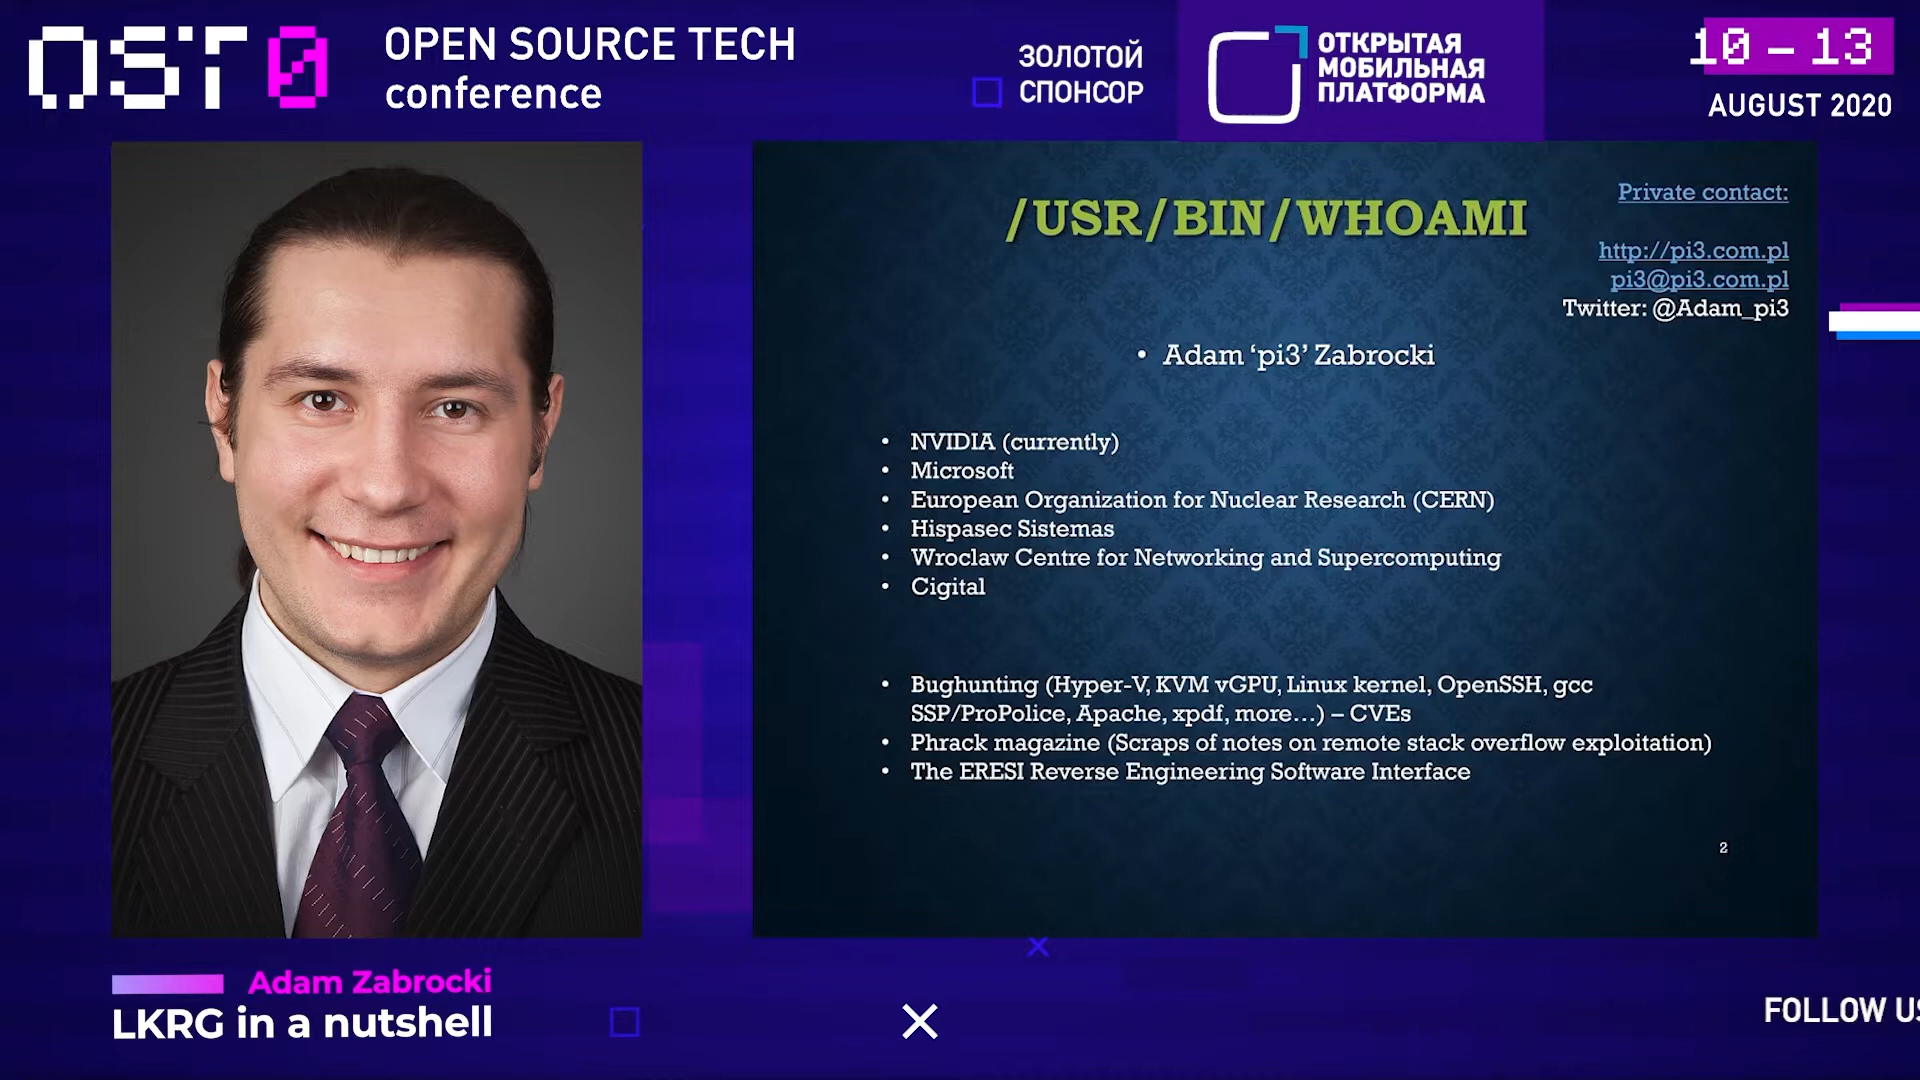 OST0
OPEN SOURCE TECH
conference
ЗОЛОТОЙ
СПОНСОР
ОТКРЫТАЯ
МОБИЛЬНАЯ
ПЛАТФОРМА
10 – 13
AUGUST 2020
/USR/BIN/WHOAMI
Private contact:
http://pi3.com.pl
pi3@pi3.com.pl
Twitter: @Adam_pi3
• Adam ‘pi3’ Zabrocki
• NVIDIA (currently)
• Microsoft
• European Organization for Nuclear Research (CERN)
• Hispasec Sistemas
• Wroclaw Centre for Networking and Supercomputing
• Cigital
• Bughunting (Hyper-V, KVM vGPU, Linux kernel, OpenSSH, gcc
SSP/ProPolice, Apache, xpdf, more…) – CVEs
• Phrack magazine (Scraps of notes on remote stack overflow exploitation)
• The ERESI Reverse Engineering Software Interface
2
Adam Zabrocki
LKRG in a nutshell
FOLLOW US